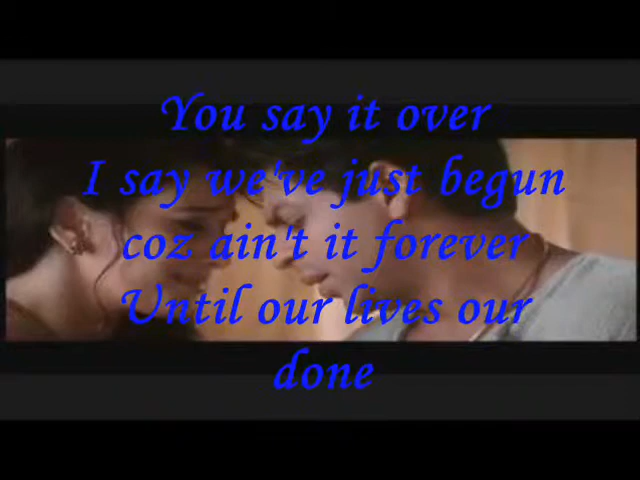 You say it over
I say we've just begun
coz ain't it forever
Until our lives our
done